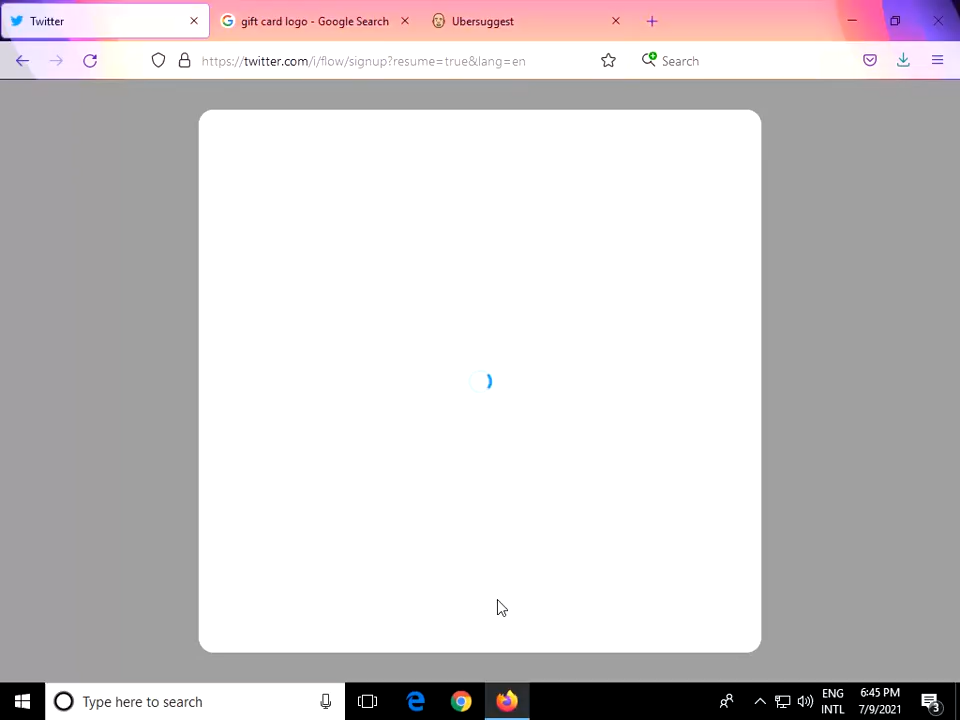 Twitter
gift card logo - Google Search
Ubersuggest
https://twitter.com/i/flow/signup?resume=true&lang=en
Search
Type here to search
ENG
INTL
6:45 PM
7/9/2021
3